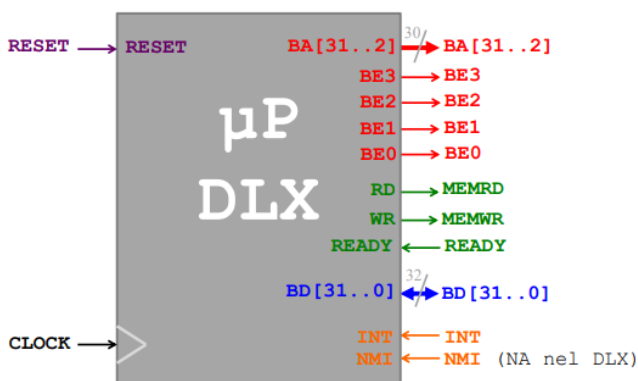 RESET RESET BA[31..2] 30 BA[31..2]
BE3 BE3
BE2 BE2
µP BE1 BE1
BE0 BE0
DLX RD MEMRD
WR MEMWR
READY READY
BD[31..0] 32 BD[31..0]
CLOCK INT INT
NMI NMI (NA nel DLX)